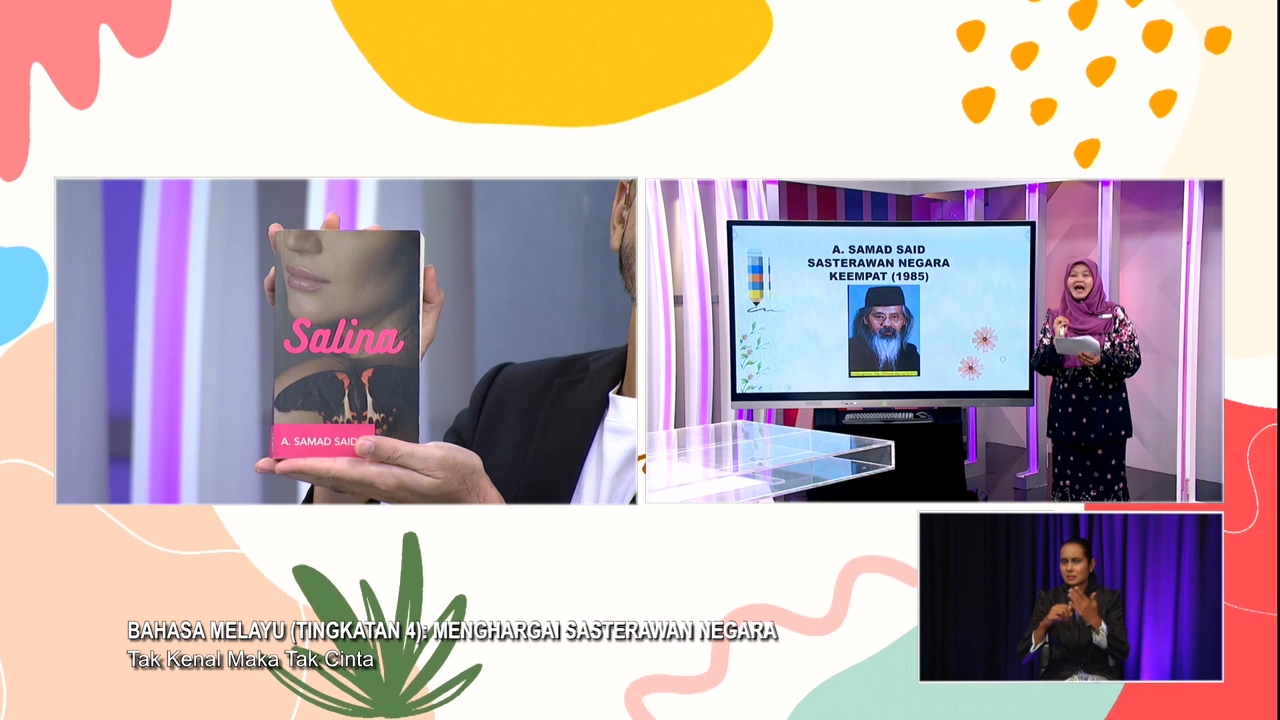 Salina
A. SAMAD SAID
A. SAMAD SAID
SASTERAWAN NEGARA
KEEMPAT (1985)
BAHASA MELAYU (TINGKATAN 4): MENGHARGAI SASTERAWAN NEGARA
Tak Kenal Maka Tak Cinta